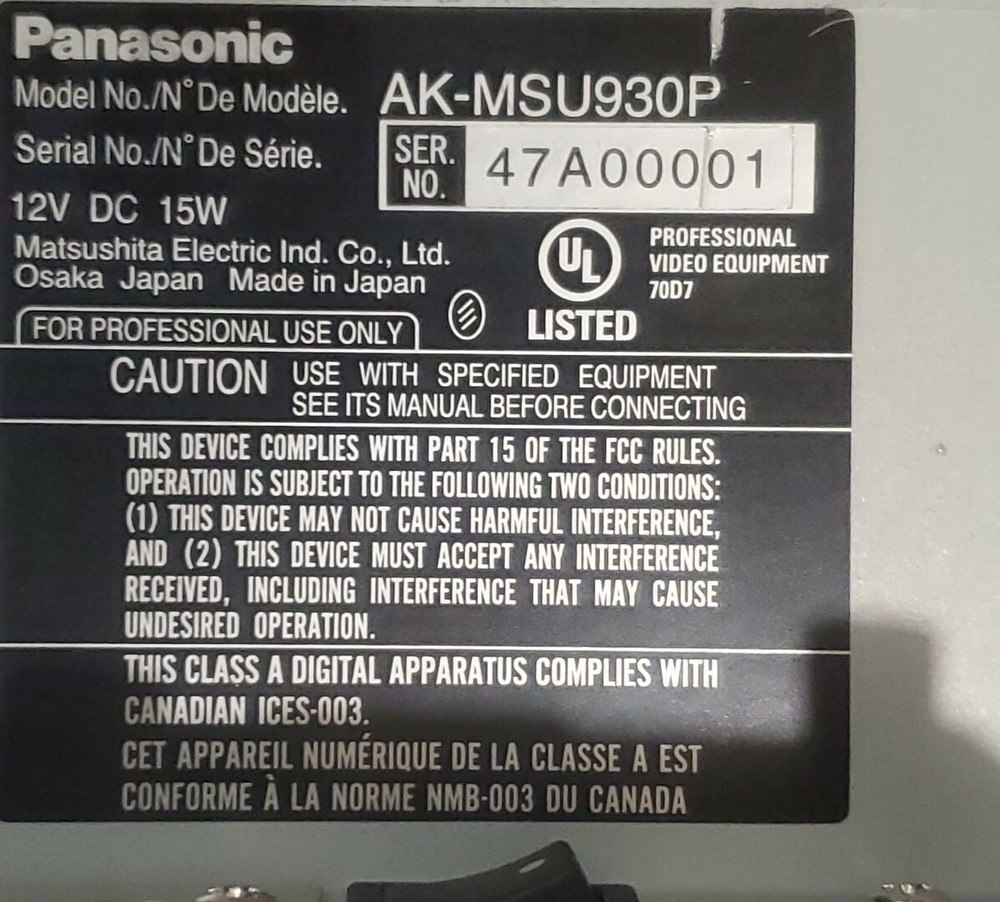 Panasonic
Model No./N° De Modèle. AK-MSU930P
Serial No./N° De Série. SER. NO. 47A00001
12V DC 15W
Matsushita Electric Ind. Co., Ltd.
Osaka Japan Made in Japan
UL
LISTED
PROFESSIONAL
VIDEO EQUIPMENT
70D7
FOR PROFESSIONAL USE ONLY
CAUTION USE WITH SPECIFIED EQUIPMENT
SEE ITS MANUAL BEFORE CONNECTING
THIS DEVICE COMPLIES WITH PART 15 OF THE FCC RULES.
OPERATION IS SUBJECT TO THE FOLLOWING TWO CONDITIONS:
(1) THIS DEVICE MAY NOT CAUSE HARMFUL INTERFERENCE,
AND (2) THIS DEVICE MUST ACCEPT ANY INTERFERENCE
RECEIVED, INCLUDING INTERFERENCE THAT MAY CAUSE
UNDESIRED OPERATION.
THIS CLASS A DIGITAL APPARATUS COMPLIES WITH
CANADIAN ICES-003.
CET APPAREIL NUMÉRIQUE DE LA CLASSE A EST
CONFORME À LA NORME NMB-003 DU CANADA